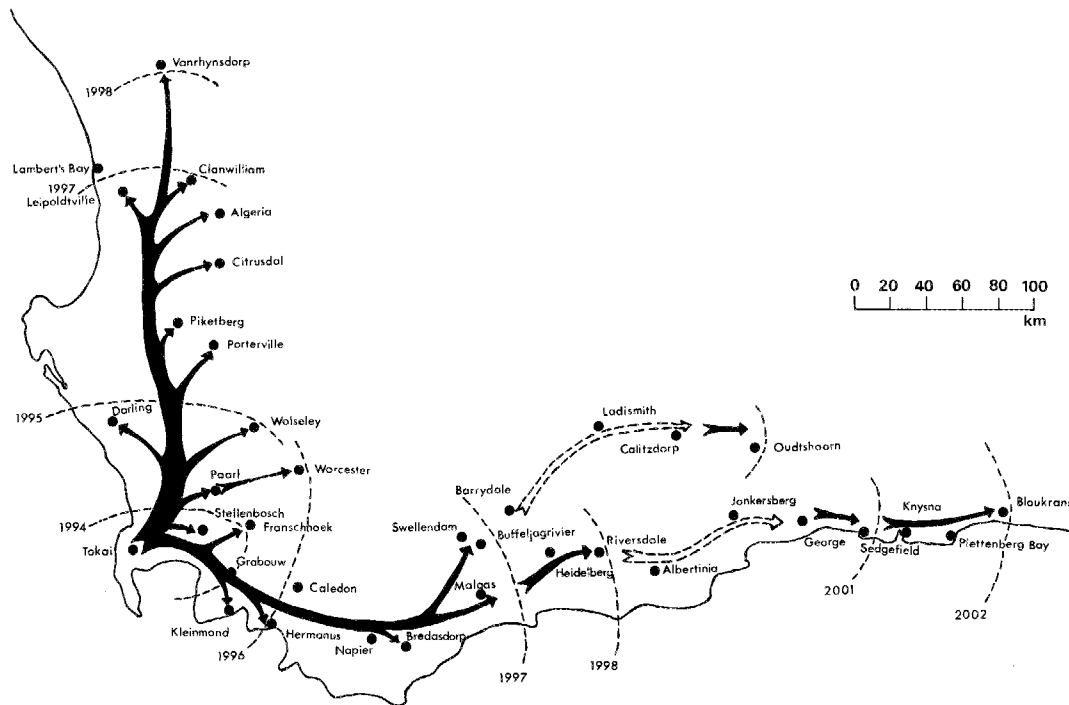 Vanrhynsdorp
1998
Lambert's Bay
Clanwilliam
1997
Leipoldtville
Algeria
Citrusdal
0 20 40 60 80 100
km
Piketberg
Porterville
1995
Darling
Wolseley
Ladismith
Calitzdorp
Oudtshoorn
Worcester
Paarl
Barrydale
Jonkersberg
Knysna
Bloukrans
Stellenbosch
1994
Franschhoek
Swellendam
Buffeljagrivier
Riversdale
Tokai
George
Sedgefield
Plettenberg Bay
Grabouw
Heidelberg
Albertinia
Caledon
Malgas
2001
2002
Kleinmond
Hermanus
Bredasdorp
Napier
1996
1997
1998